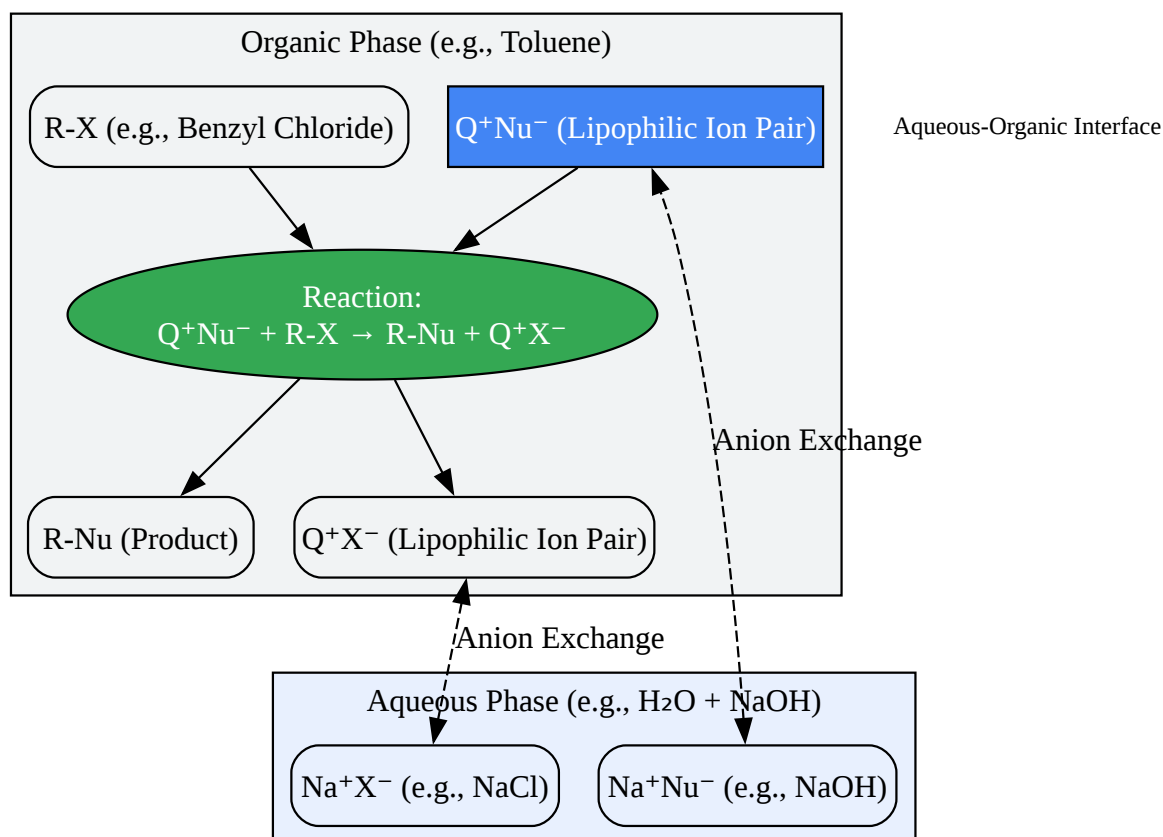 Organic Phase (e.g., Toluene)
R-X (e.g., Benzyl Chloride)
Q⁺Nu⁻ (Lipophilic Ion Pair)
Aqueous-Organic Interface
Reaction:
Q⁺Nu⁻ + R-X → R-Nu + Q⁺X⁻
Anion Exchange
R-Nu (Product)
Q⁺X⁻ (Lipophilic Ion Pair)
Anion Exchange
Aqueous Phase (e.g., H₂O + NaOH)
Na⁺X⁻ (e.g., NaCl)
Na⁺Nu⁻ (e.g., NaOH)